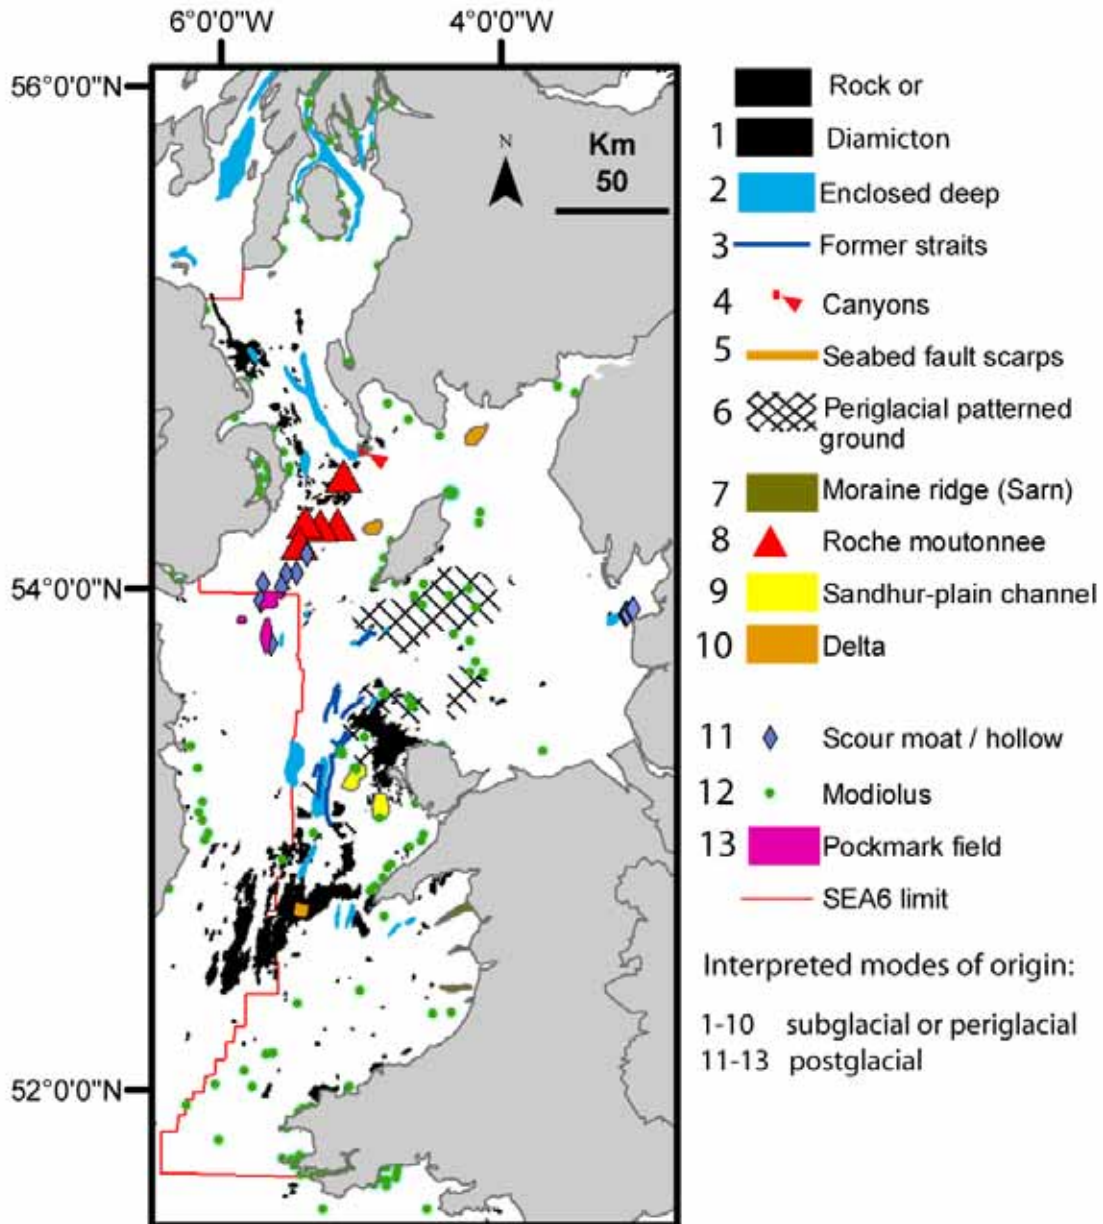 6°0'0"W 4°0'0"W
56°0'0"N
54°0'0"N
52°0'0"N
N
Km
50
Rock or
1 Diamicton
2 Enclosed deep
3 Former straits
4 Canyons
5 Seabed fault scarps
6 Periglacial patterned
ground
7 Moraine ridge (Sarn)
8 Roche moutonnee
9 Sandhur-plain channel
10 Delta
11 Scour moat / hollow
12 Modiolus
13 Pockmark field
SEA6 limit
Interpreted modes of origin:
1-10 subglacial or periglacial
11-13 postglacial